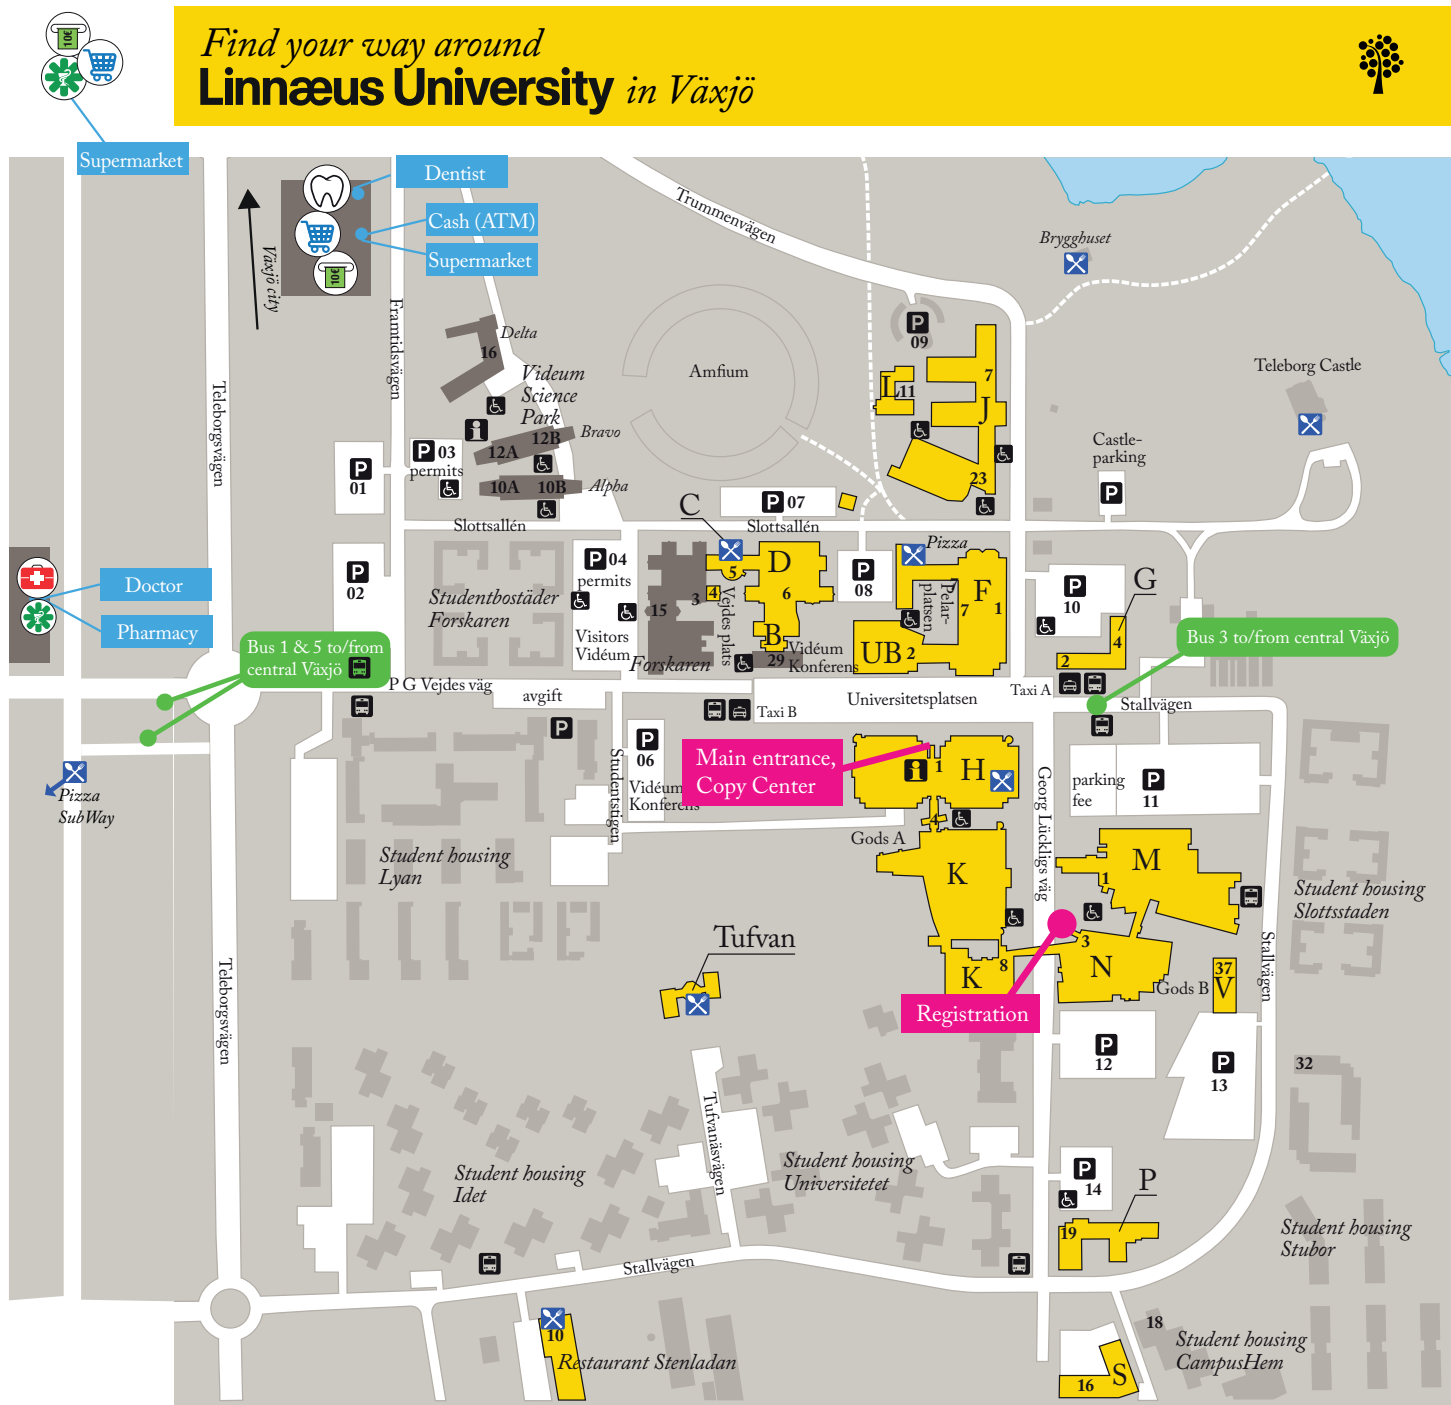 Find your way around
Linnæus University in Växjö
10€
Supermarket
Dentist
Cash (ATM)
Supermarket
10€
Växjö city
Trummenvägen
Brygghuset
Framtidsvägen
Teleborgsvägen
Delta
16
Videum
Science
Park
Amfium
P
09
7
L
11
J
23
Teleborg Castle
12B
Bravo
12A
10A
10B
Alpha
P
01
P 03
permits
Castle-
parking
P
C
P 07
Slottsallén
Slottsallén
P
02
P 04
permits
Studentbostäder
Forskaren
Visitors
Vidéum
15
3
Forskaren
5
4
Vejdes plats
D
6
B
29
Vidéum
Konferens
P
08
Pizza
7
Pelar-
platsen
F
7
1
UB 2
P
10
G
4
2
Doctor
Pharmacy
Bus 1 & 5 to/from
central Växjö
Bus 3 to/from central Växjö
P G Vejdes väg
avgift
P
Taxi B
Universitetsplatsen
Taxi A
Stallvägen
Studentstigen
P
06
Vidéum
Konferens
Main entrance,
Copy Center
1
H
4
Georg Lückligs väg
parking
fee
P
11
Pizza
SubWay
Student housing
Lyan
Gods A
K
M
1
Student housing
Slottsstaden
Tufvan
K
8
3
N
Gods B
37
V
Stallvägen
Teleborgsvägen
Registration
P
12
P
13
32
Tufvanäsvägen
Student housing
Idet
Student housing
Universitetet
P
14
P
19
Student housing
Stubor
Stallvägen
10
Restaurant Stenladan
18
Student housing
CampusHem
16
S